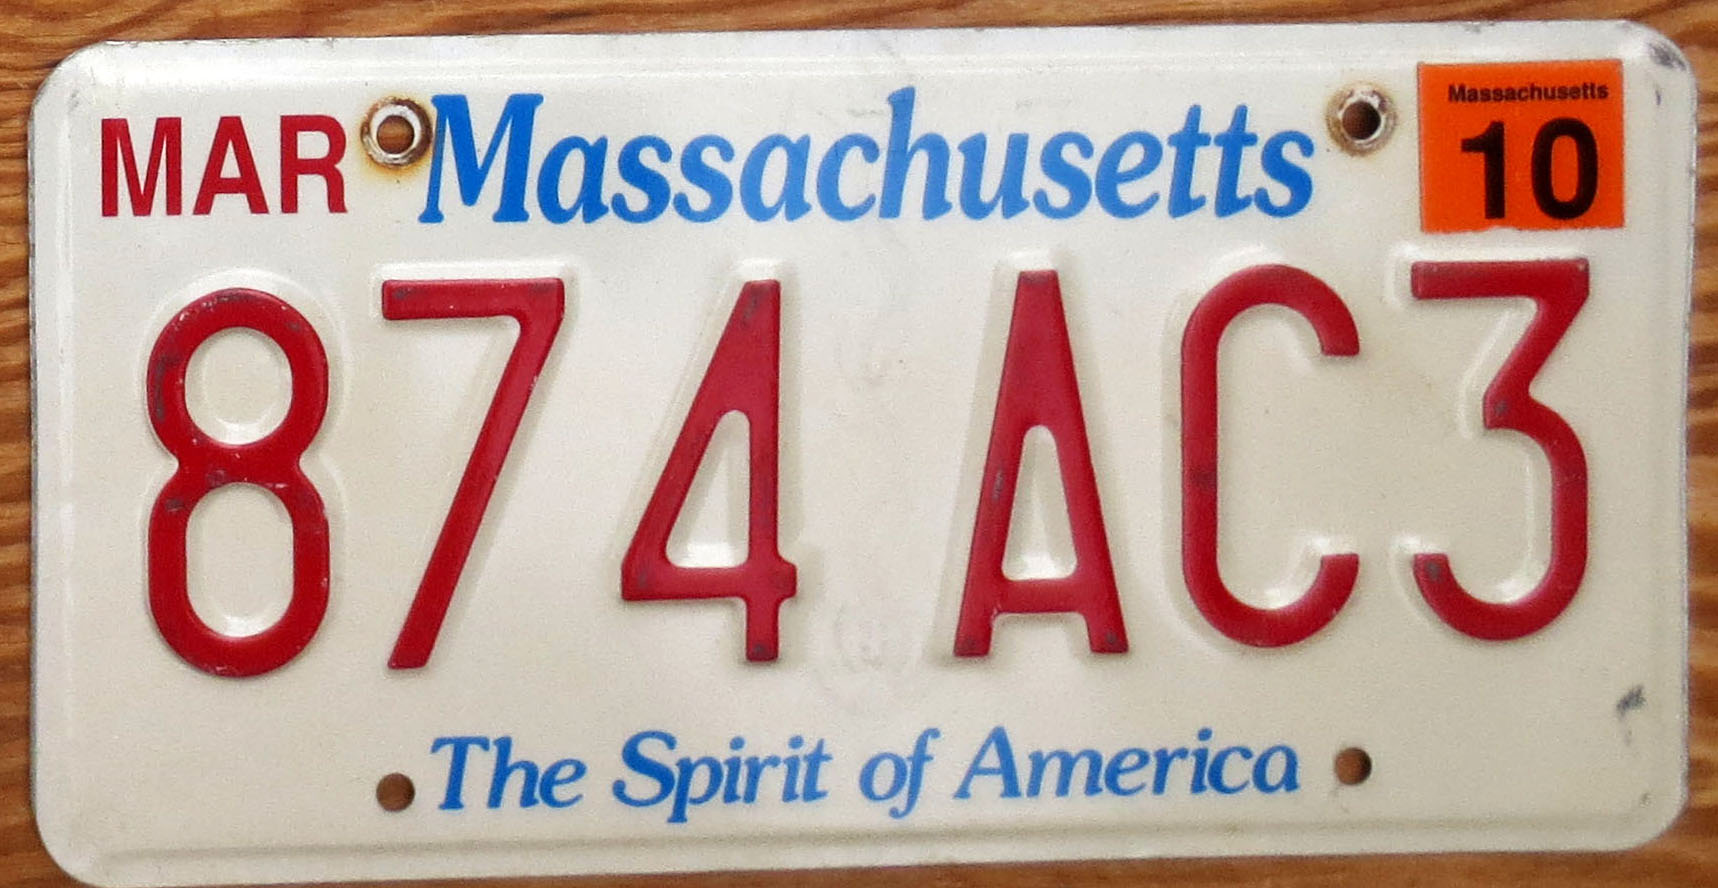 MAR Massachusetts
Massachusetts
10
874 AC3
The Spirit of America